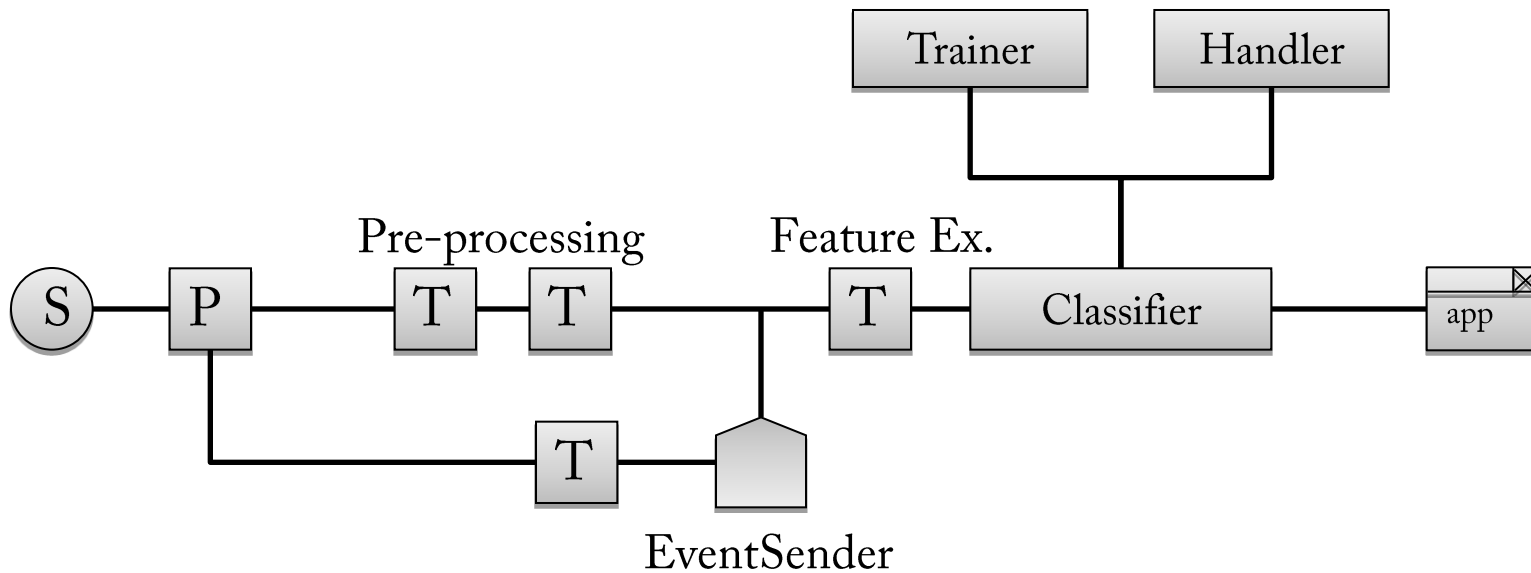 Trainer
Handler
Pre-processing
Feature Ex.
S
P
T
T
T
Classifier
app
T
EventSender